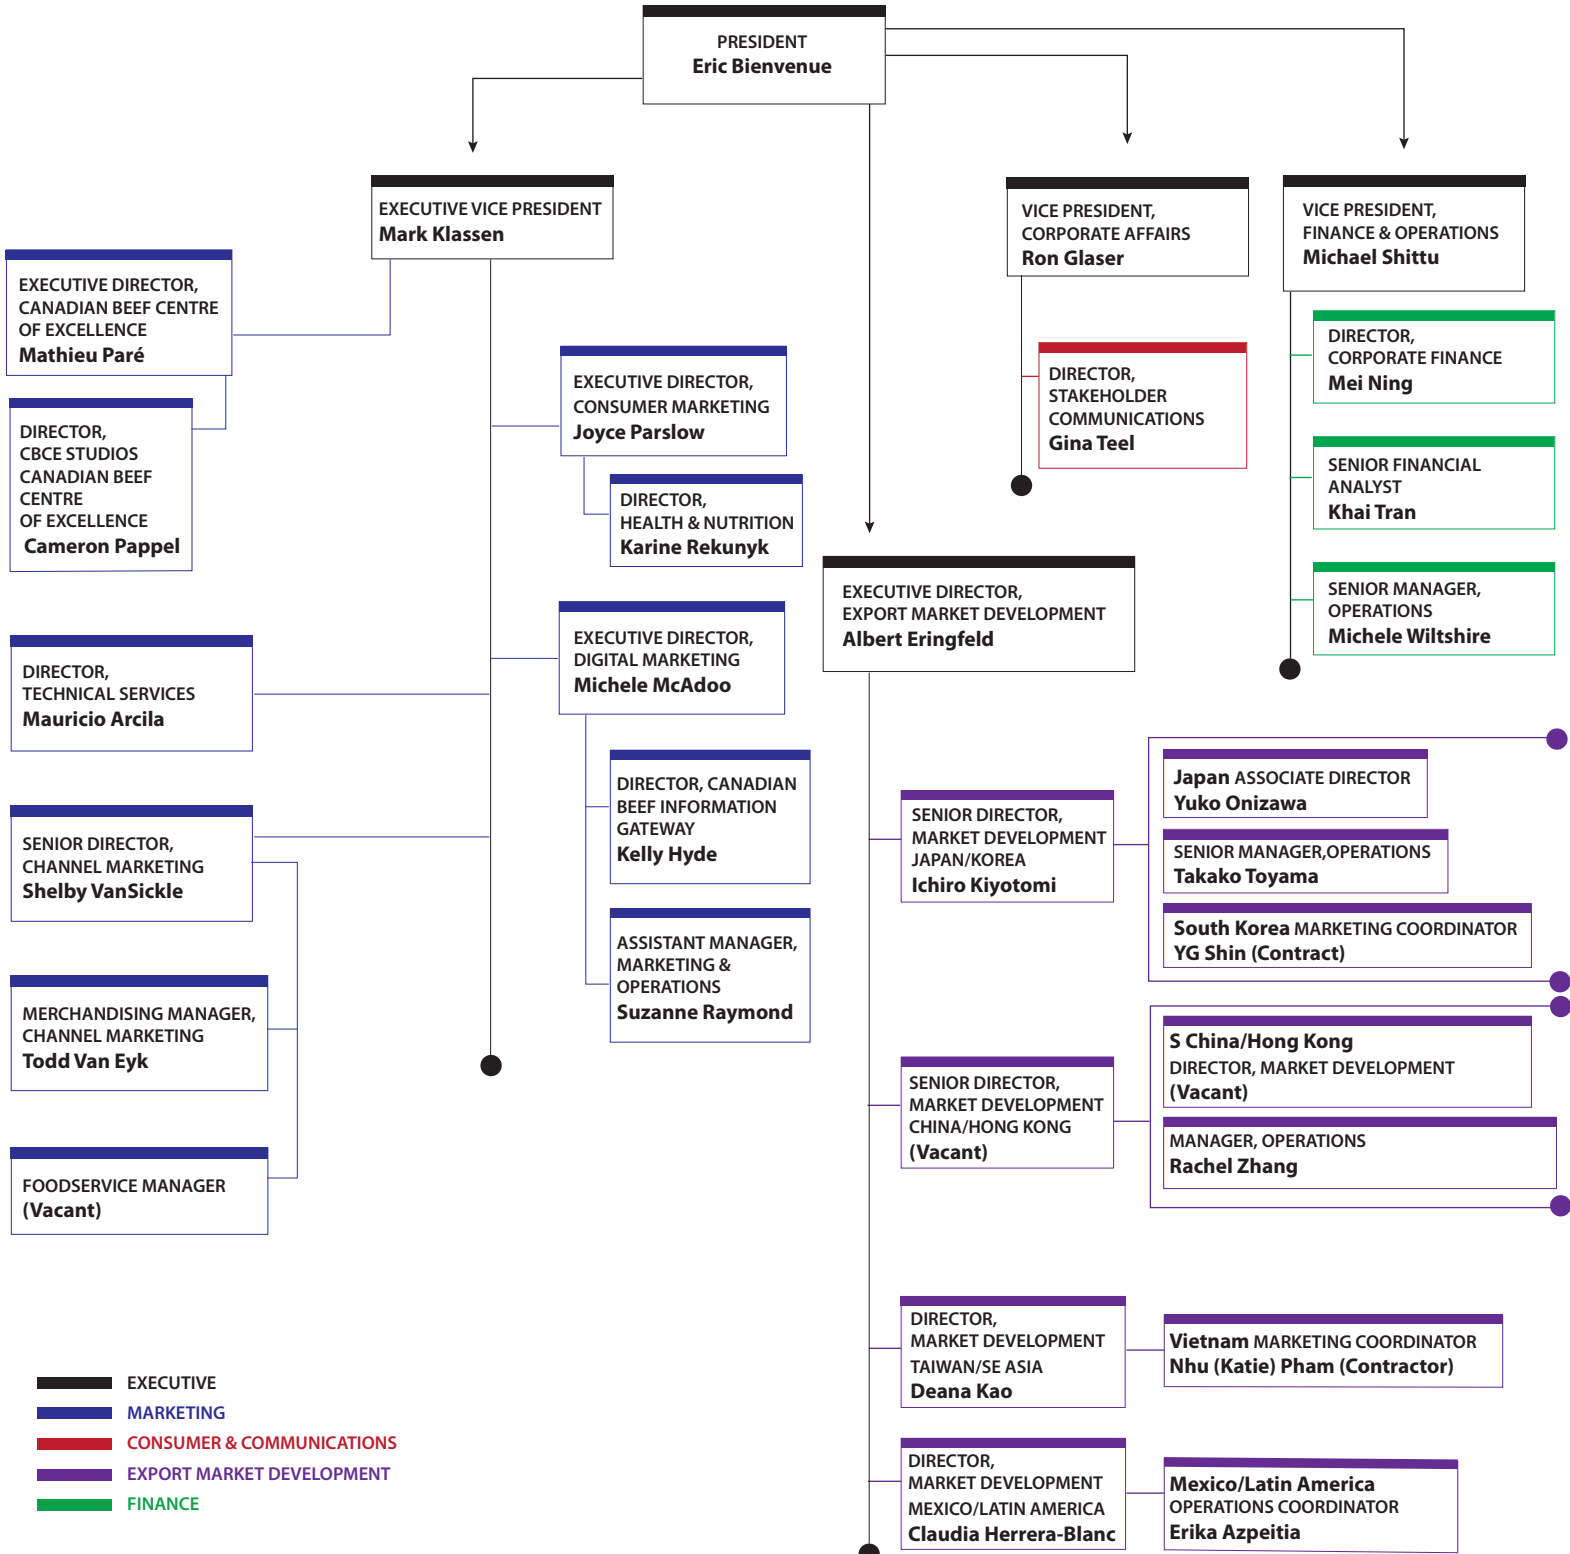 PRESIDENT
Eric Bienvenue
EXECUTIVE VICE PRESIDENT
Mark Klassen
VICE PRESIDENT,
CORPORATE AFFAIRS
Ron Glaser
VICE PRESIDENT,
FINANCE & OPERATIONS
Michael Shittu
EXECUTIVE DIRECTOR,
CANADIAN BEEF CENTRE
OF EXCELLENCE
Mathieu Paré
DIRECTOR,
CBCE STUDIOS
CANADIAN BEEF
CENTRE
OF EXCELLENCE
Cameron Pappel
EXECUTIVE DIRECTOR,
CONSUMER MARKETING
Joyce Parslow
DIRECTOR,
HEALTH & NUTRITION
Karine Rekunyk
DIRECTOR,
STAKEHOLDER
COMMUNICATIONS
Gina Teel
DIRECTOR,
CORPORATE FINANCE
Mei Ning
SENIOR FINANCIAL
ANALYST
Khai Tran
SENIOR MANAGER,
OPERATIONS
Michele Wiltshire
EXECUTIVE DIRECTOR,
EXPORT MARKET DEVELOPMENT
Albert Eringfeld
DIRECTOR,
TECHNICAL SERVICES
Mauricio Arcila
EXECUTIVE DIRECTOR,
DIGITAL MARKETING
Michele McAdoo
DIRECTOR, CANADIAN
BEEF INFORMATION
GATEWAY
Kelly Hyde
ASSISTANT MANAGER,
MARKETING &
OPERATIONS
Suzanne Raymond
SENIOR DIRECTOR,
CHANNEL MARKETING
Shelby VanSickle
MERCHANDISING MANAGER,
CHANNEL MARKETING
Todd Van Eyk
FOODSERVICE MANAGER
(Vacant)
SENIOR DIRECTOR,
MARKET DEVELOPMENT
JAPAN/KOREA
Ichiro Kiyotomi
Japan ASSOCIATE DIRECTOR
Yuko Onizawa
SENIOR MANAGER,OPERATIONS
Takako Toyama
South Korea MARKETING COORDINATOR
YG Shin (Contract)
SENIOR DIRECTOR,
MARKET DEVELOPMENT
CHINA/HONG KONG
(Vacant)
S China/Hong Kong
DIRECTOR, MARKET DEVELOPMENT
(Vacant)
MANAGER, OPERATIONS
Rachel Zhang
DIRECTOR,
MARKET DEVELOPMENT
TAIWAN/SE ASIA
Deana Kao
Vietnam MARKETING COORDINATOR
Nhu (Katie) Pham (Contractor)
DIRECTOR,
MARKET DEVELOPMENT
MEXICO/LATIN AMERICA
Claudia Herrera-Blanc
Mexico/Latin America
OPERATIONS COORDINATOR
Erika Azpeitia
EXECUTIVE
MARKETING
CONSUMER & COMMUNICATIONS
EXPORT MARKET DEVELOPMENT
FINANCE